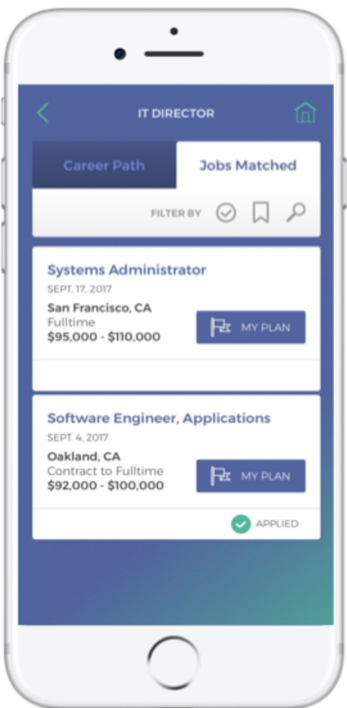 IT DIRECTOR
Career Path
Jobs Matched
FILTER BY
Systems Administrator
SEPT. 17, 2017
San Francisco, CA
Fulltime
$95,000 - $110,000
MY PLAN
Software Engineer, Applications
SEPT. 4, 2017
Oakland, CA
Contract to Fulltime
$92,000 - $100,000
MY PLAN
APPLIED